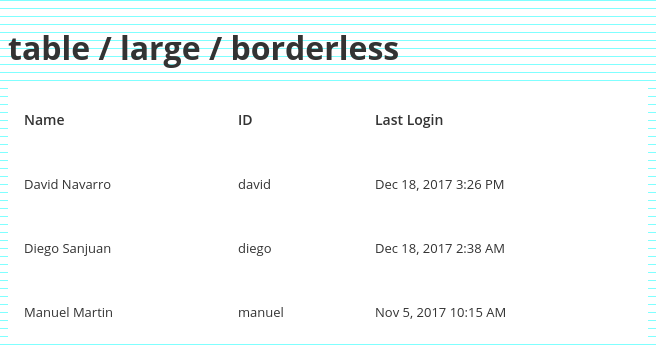 table / large / borderless
Name ID Last Login
David Navarro david Dec 18, 2017 3:26 PM
Diego Sanjuan diego Dec 18, 2017 2:38 AM
Manuel Martin manuel Nov 5, 2017 10:15 AM